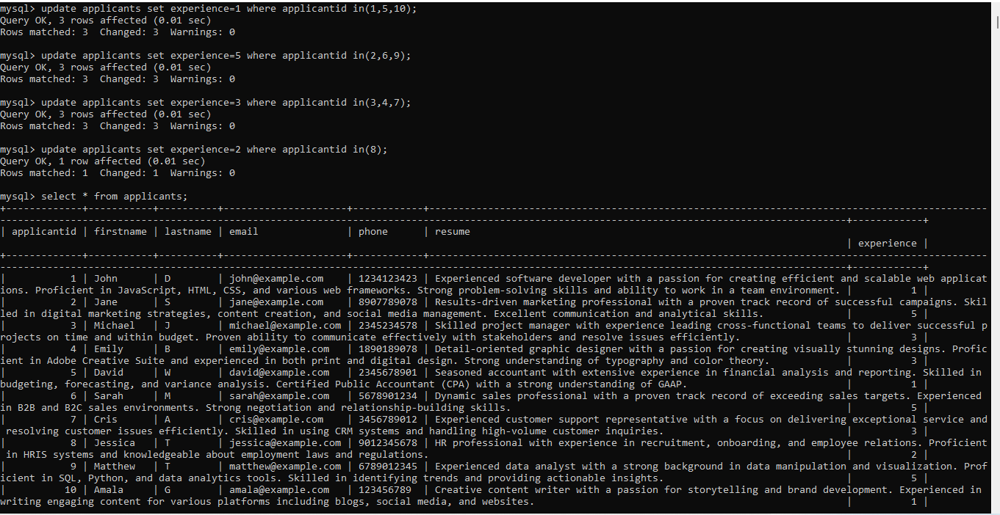 mysql> update applicants set experience=1 where applicantid in(1,5,10);
Query OK, 3 rows affected (0.01 sec)
Rows matched: 3  Changed: 3  Warnings: 0
mysql> update applicants set experience=5 where applicantid in(2,6,9);
Query OK, 3 rows affected (0.01 sec)
Rows matched: 3  Changed: 3  Warnings: 0
mysql> update applicants set experience=3 where applicantid in(3,4,7);
Query OK, 3 rows affected (0.01 sec)
Rows matched: 3  Changed: 3  Warnings: 0
mysql> update applicants set experience=2 where applicantid in(8);
Query OK, 1 row affected (0.01 sec)
Rows matched: 1  Changed: 1  Warnings: 0
mysql> select * from applicants;
| applicantid | firstname | lastname | email | phone | resume
| experience |
| 1 | John | D | john@example.com | 1234123423 | Experienced software developer with a passion for creating efficient and scalable web applicat
ions. Proficient in JavaScript, HTML, CSS, and various web frameworks. Strong problem-solving skills and ability to work in a team environment. | 1 |
| 2 | Jane | S | jane@example.com | 8907789078 | Results-driven marketing professional with a proven track record of successful campaigns. Skil
led in digital marketing strategies, content creation, and social media management. Excellent communication and analytical skills. | 5 |
| 3 | Michael | J | michael@example.com | 2345234578 | Skilled project manager with experience leading cross-functional teams to deliver successful p
rojects on time and within budget. Proven ability to communicate effectively with stakeholders and resolve issues efficiently. | 3 |
| 4 | Emily | B | emily@example.com | 1890189078 | Detail-oriented graphic designer with a passion for creating visually stunning designs. Profic
ient in Adobe Creative Suite and experienced in both print and digital design. Strong understanding of typography and color theory. | 3 |
| 5 | David | W | david@example.com | 2345678901 | Seasoned accountant with extensive experience in financial analysis and reporting. Skilled in
budgeting, forecasting, and variance analysis. Certified Public Accountant (CPA) with a strong understanding of GAAP. | 1 |
| 6 | Sarah | M | sarah@example.com | 5678901234 | Dynamic sales professional with a proven track record of exceeding sales targets. Experienced
in B2B and B2C sales environments. Strong negotiation and relationship-building skills. | 5 |
| 7 | Cris | A | cris@example.com | 3456789012 | Experienced customer support representative with a focus on delivering exceptional service and
resolving customer issues efficiently. Skilled in using CRM systems and handling high-volume customer inquiries. | 3 |
| 8 | Jessica | T | jessica@example.com | 9012345678 | HR professional with experience in recruitment, onboarding, and employee relations. Proficient
in HRIS systems and knowledgeable about employment laws and regulations. | 2 |
| 9 | Matthew | T | matthew@example.com | 6789012345 | Experienced data analyst with a strong background in data manipulation and visualization. Prof
icient in SQL, Python, and data analytics tools. Skilled in identifying trends and providing actionable insights. | 5 |
| 10 | Amala | G | amala@example.com | 123456789 | Creative content writer with a passion for storytelling and brand development. Experienced in
writing engaging content for various platforms including blogs, social media, and websites. | 1 |